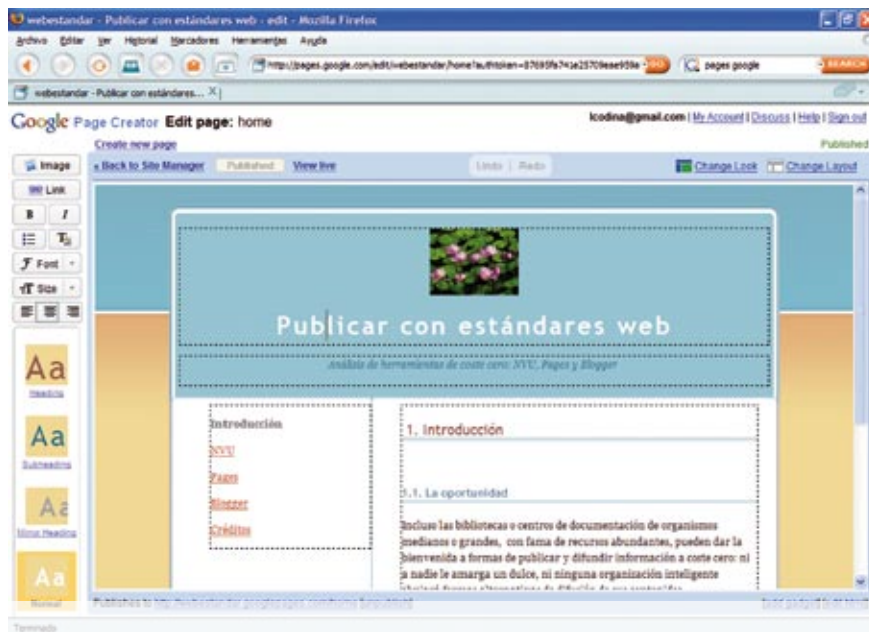 webestandar - Publicar con estándares web - edit - Mozilla Firefox
Archivo Editar Ver Historial Marcadores Herramientas Ayuda
pages google
SEARCH
webestandar - Publicar con estándares...
Google Page Creator Edit page: home
lcodina@gmail.com | My Account | Discuss | Help | Sign out
Create new page
Published
« Back to Site Manager Published View live Undo | Redo Change Look Change Layout
Image
Link
B I
Font
Size
Aa
Heading
Aa
Subheading
Aa
Minor Heading
Aa
Normal
Publicar con estándares web
Análisis de herramientas de coste cero: NVU, Pages y Blogger
Introducción
NVU
Pages
Blogger
Créditos
1. Introducción
1.1. La oportunidad
Incluso las bibliotecas o centros de documentación de organismos
medianos o grandes, con fama de recursos abundantes, pueden dar la
bienvenida a formas de publicar y difundir información a coste cero: ni
a nadie le amarga un dulce, ni ninguna organización inteligente
Terminado